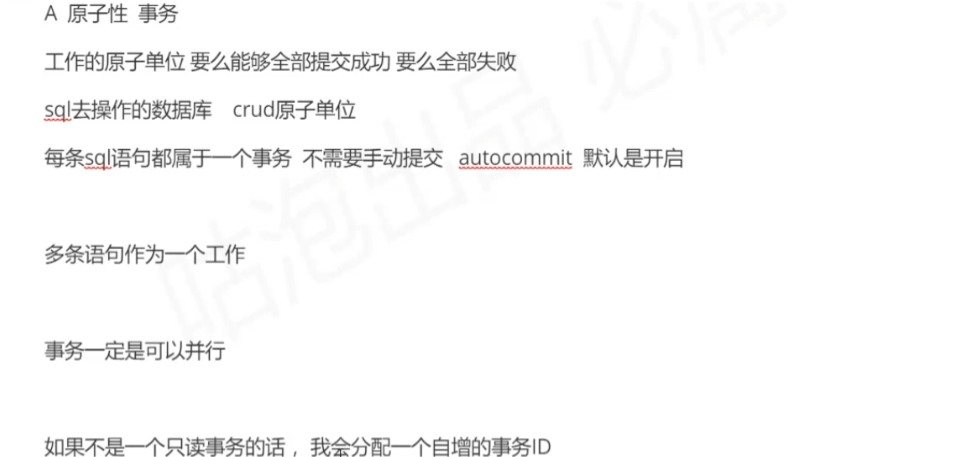 A 原子性 事务
工作的原子单位 要么能够全部提交成功 要么全部失败
sql去操作的数据库 crud原子单位
每条sql语句都属于一个事务 不需要手动提交 autocommit 默认是开启
多条语句作为一个工作
事务一定是可以并行
如果不是一个只读事务的话，我会分配一个自增的事务ID
咕泡出品 必属